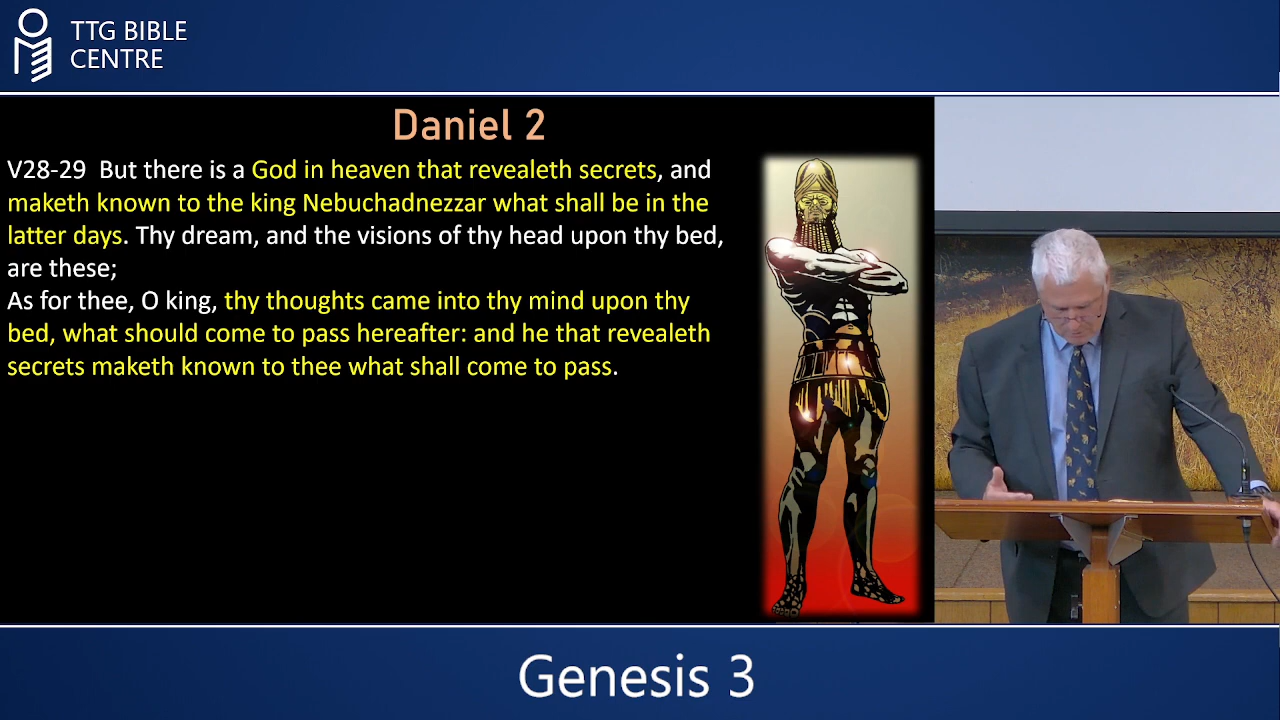 TTG BIBLE
CENTRE
Daniel 2
V28-29 But there is a God in heaven that revealeth secrets, and
maketh known to the king Nebuchadnezzar what shall be in the
latter days. Thy dream, and the visions of thy head upon thy bed,
are these;
As for thee, O king, thy thoughts came into thy mind upon thy
bed, what should come to pass hereafter: and he that revealeth
secrets maketh known to thee what shall come to pass.
Genesis 3